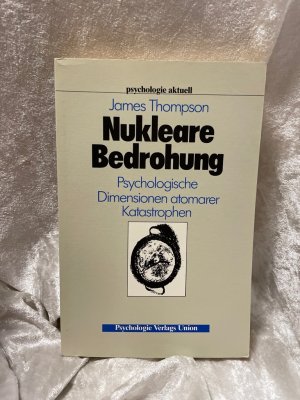 psychologie aktuell
James Thompson
Nukleare
Bedrohung
Psychologische
Dimensionen atomarer
Katastrophen
Psychologie Verlags Union